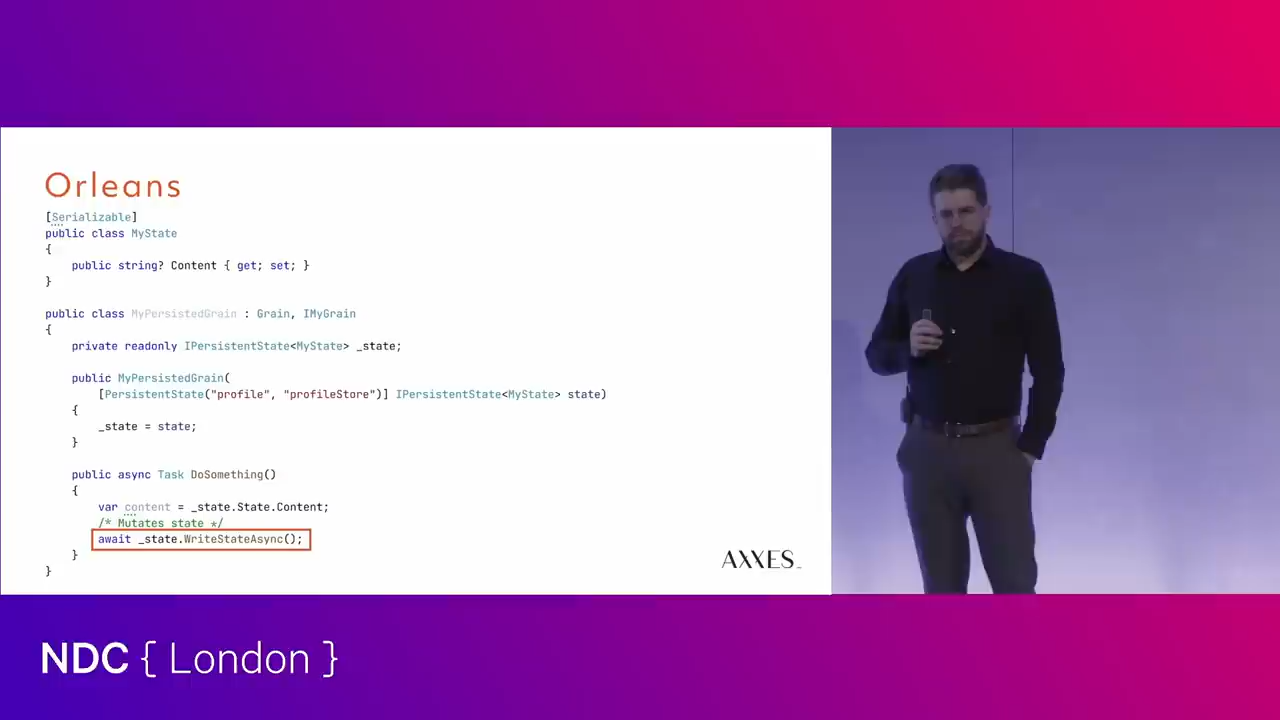 Orleans
[Serializable]
public class MyState
{
    public string? Content { get; set; }
}
public class MyPersistedGrain : Grain, IMyGrain
{
    private readonly IPersistentState<MyState> _state;
    public MyPersistedGrain(
        [PersistentState("profile", "profileStore")] IPersistentState<MyState> state)
    {
        _state = state;
    }
    public async Task DoSomething()
    {
        var content = _state.State.Content;
        /* Mutates state */
        await _state.WriteStateAsync();
    }
}
AXXES_
NDC { London }